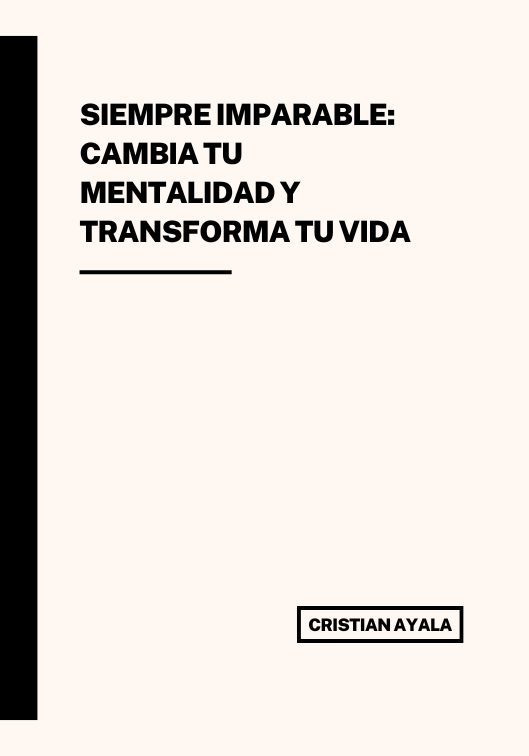 SIEMPRE IMPARABLE:
CAMBIA TU
MENTALIDAD Y
TRANSFORMA TU VIDA
CRISTIAN AYALA